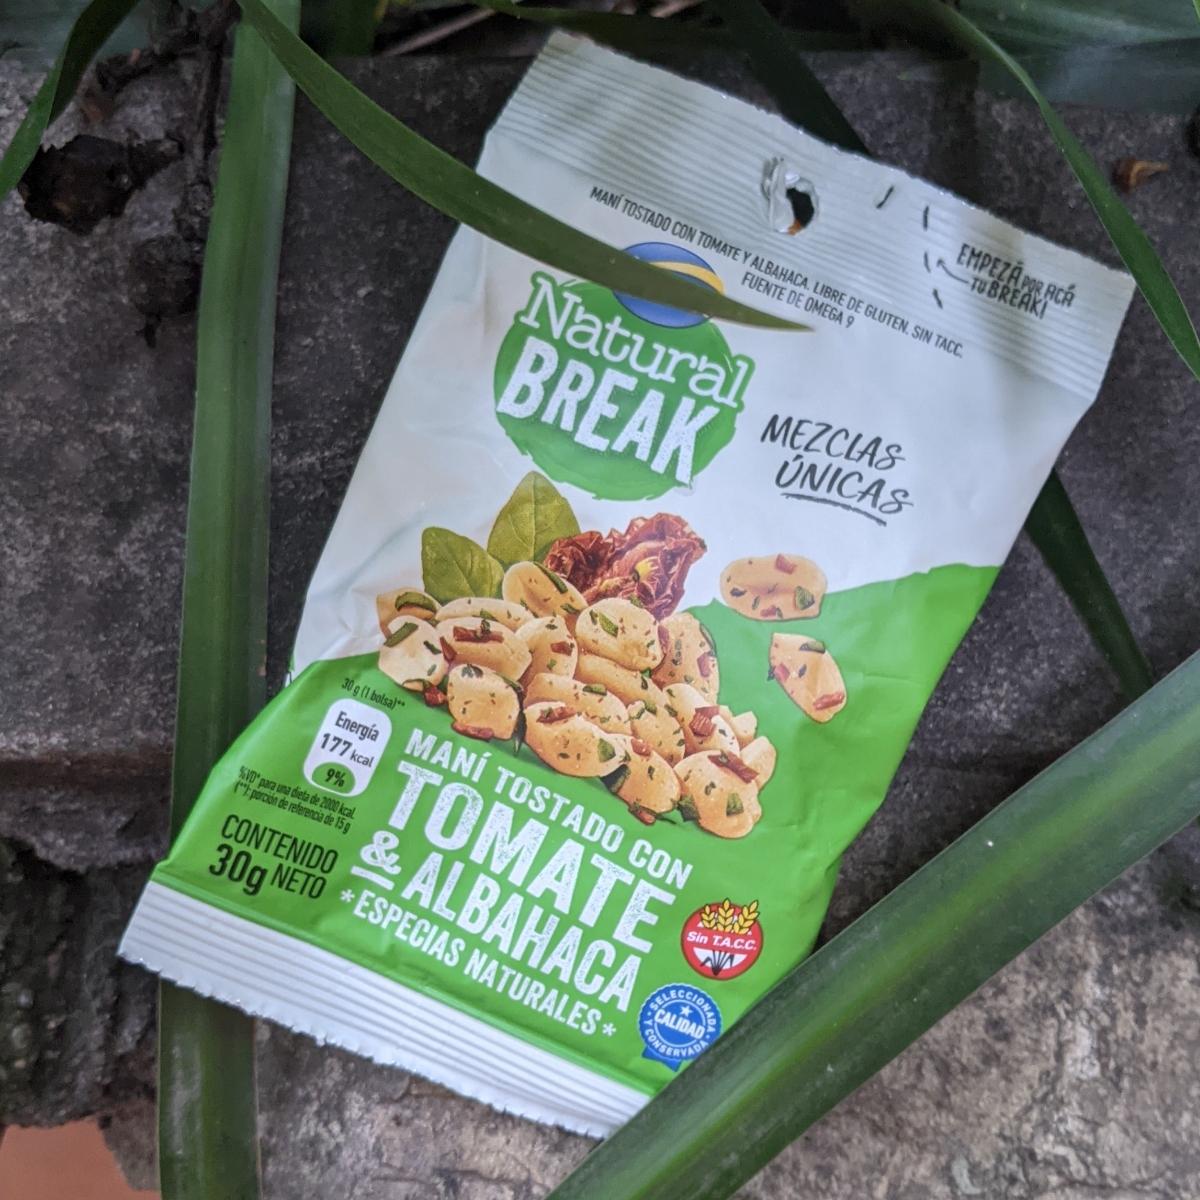 MANÍ TOSTADO CON TOMATE Y ALBAHACA. LIBRE DE GLUTEN. SIN TACC.
FUENTE DE OMEGA 9
EMPEZÁ POR ACÁ
TU BREAK!
Natural
BREAK
MEZCLAS
ÚNICAS
30 g (1 bolsa)**
Energía
177 kcal
9%
%VD* para una dieta de 2000 kcal.
(**): porción de referencia de 15 g
CONTENIDO
30g NETO
MANÍ TOSTADO CON
TOMATE
& ALBAHACA
*ESPECIAS NATURALES*
Sin T.A.C.C.
SELECCIONADA
CALIDAD
Y CONSERVADA